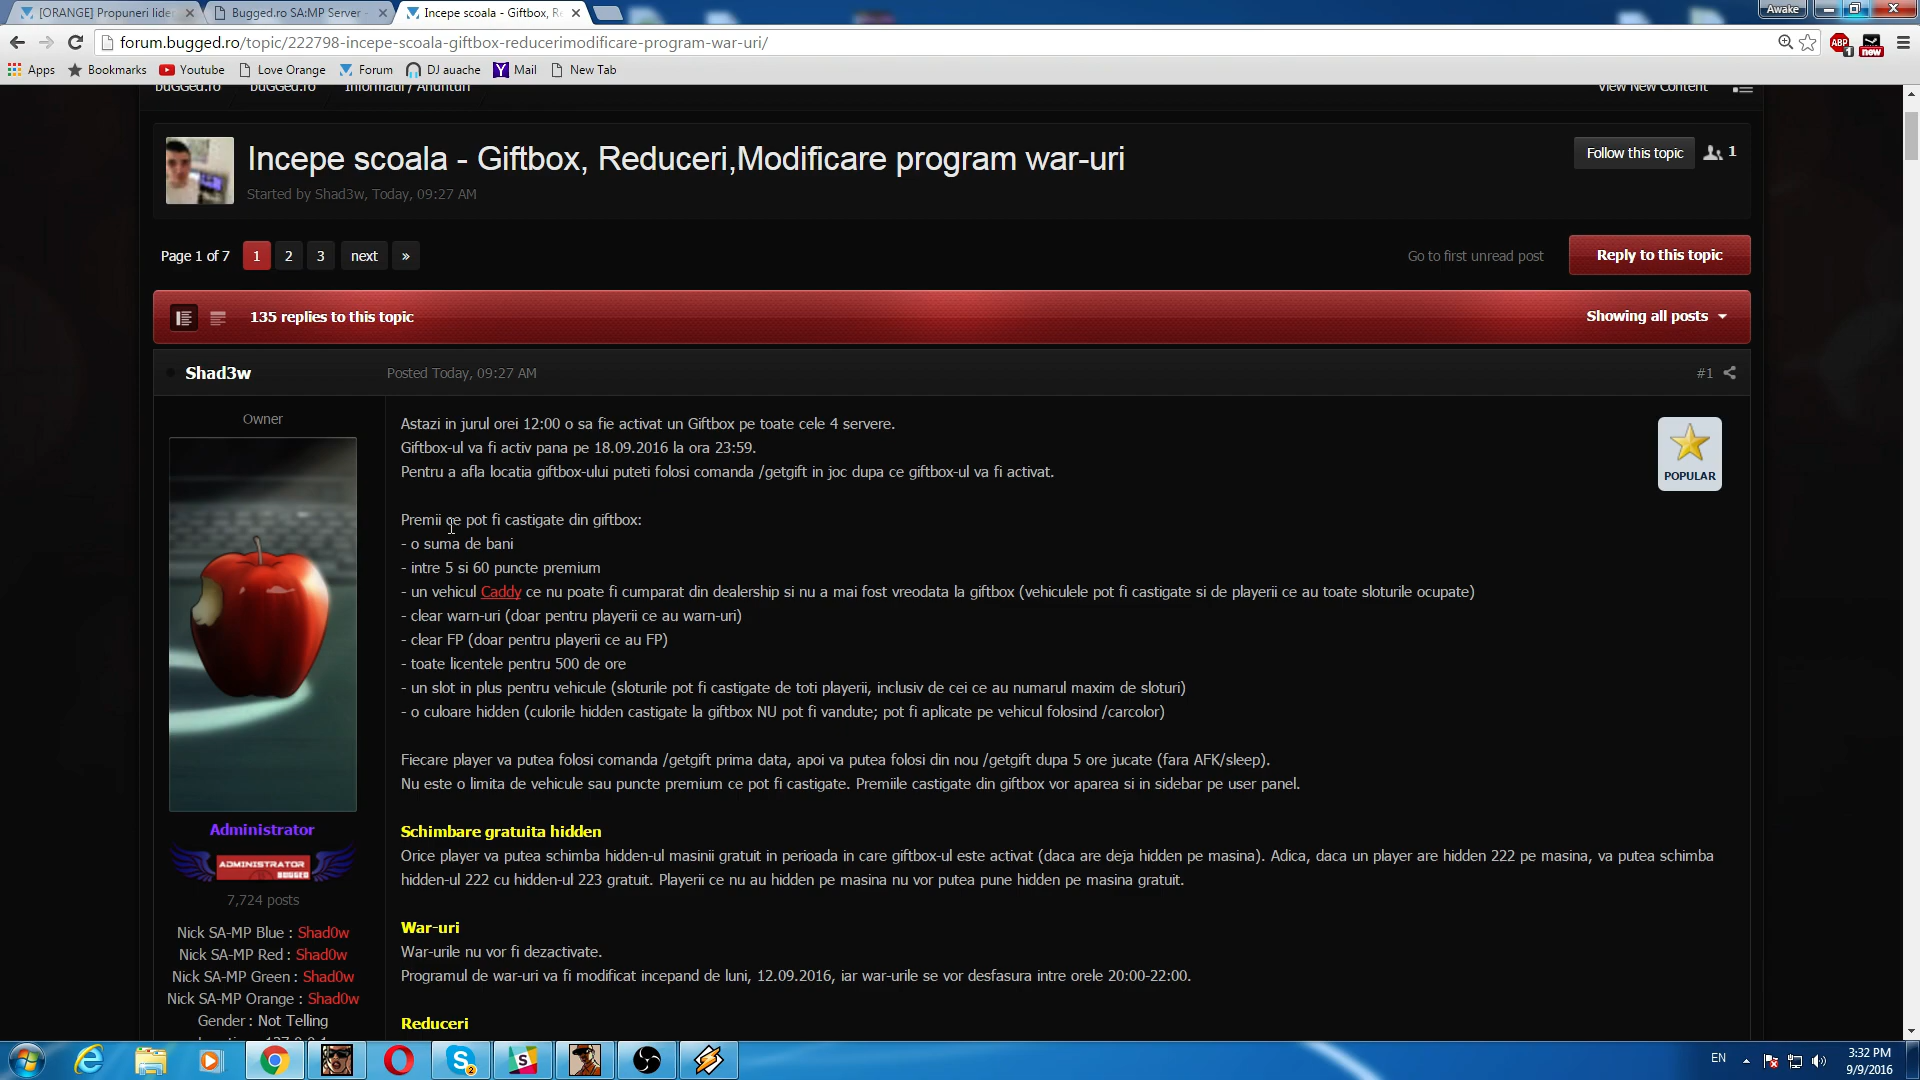 [ORANGE] Propuneri lide
Bugged.ro SA:MP Server -
Incepe scoala - Giftbox, R
Awake
forum.bugged.ro/topic/222798-incepe-scoala-giftbox-reducerimodificare-program-war-uri/
ABP
1
new
Apps
Bookmarks
Youtube
Love Orange
Forum
DJ auache
Mail
New Tab
buGGed.ro
buGGed.ro
Informatii / Anunturi
View New Content
Incepe scoala - Giftbox, Reduceri,Modificare program war-uri
Started by Shad3w, Today, 09:27 AM
Follow this topic
1
Page 1 of 7
1
2
3
next
»
Go to first unread post
Reply to this topic
135 replies to this topic
Showing all posts
Shad3w
Posted Today, 09:27 AM
#1
Owner
Administrator
ADMINISTRATOR
BUGGED
7,724 posts
Nick SA-MP Blue : Shad0w
Nick SA-MP Red : Shad0w
Nick SA-MP Green : Shad0w
Nick SA-MP Orange : Shad0w
Gender : Not Telling
Astazi in jurul orei 12:00 o sa fie activat un Giftbox pe toate cele 4 servere.
Giftbox-ul va fi activ pana pe 18.09.2016 la ora 23:59.
Pentru a afla locatia giftbox-ului puteti folosi comanda /getgift in joc dupa ce giftbox-ul va fi activat.
POPULAR
Premii ce pot fi castigate din giftbox:
- o suma de bani
- intre 5 si 60 puncte premium
- un vehicul Caddy ce nu poate fi cumparat din dealership si nu a mai fost vreodata la giftbox (vehiculele pot fi castigate si de playerii ce au toate sloturile ocupate)
- clear warn-uri (doar pentru playerii ce au warn-uri)
- clear FP (doar pentru playerii ce au FP)
- toate licentele pentru 500 de ore
- un slot in plus pentru vehicule (sloturile pot fi castigate de toti playerii, inclusiv de cei ce au numarul maxim de sloturi)
- o culoare hidden (culorile hidden castigate la giftbox NU pot fi vandute; pot fi aplicate pe vehicul folosind /carcolor)
Fiecare player va putea folosi comanda /getgift prima data, apoi va putea folosi din nou /getgift dupa 5 ore jucate (fara AFK/sleep).
Nu este o limita de vehicule sau puncte premium ce pot fi castigate. Premiile castigate din giftbox vor aparea si in sidebar pe user panel.
Schimbare gratuita hidden
Orice player va putea schimba hidden-ul masinii gratuit in perioada in care giftbox-ul este activat (daca are deja hidden pe masina). Adica, daca un player are hidden 222 pe masina, va putea schimba
hidden-ul 222 cu hidden-ul 223 gratuit. Playerii ce nu au hidden pe masina nu vor putea pune hidden pe masina gratuit.
War-uri
War-urile nu vor fi dezactivate.
Programul de war-uri va fi modificat incepand de luni, 12.09.2016, iar war-urile se vor desfasura intre orele 20:00-22:00.
Reduceri
2
EN
3:32 PM
9/9/2016